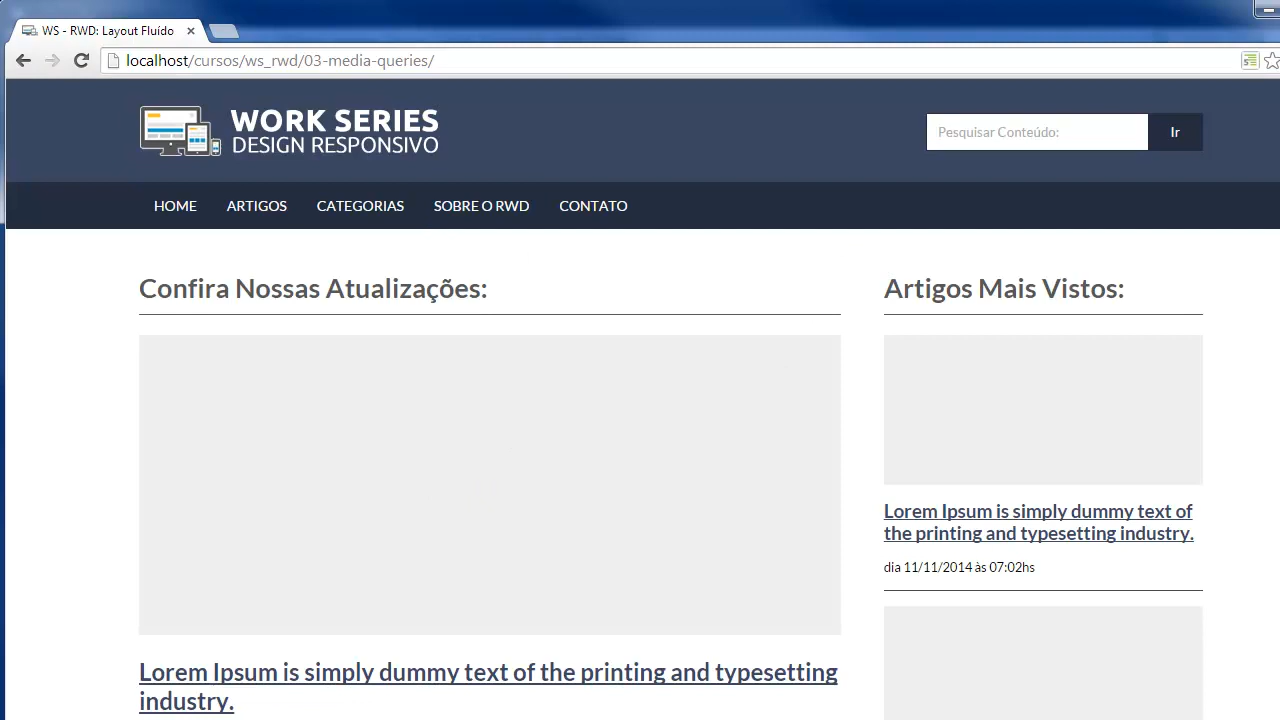 WS - RWD: Layout Fluído
localhost/cursos/ws_rwd/03-media-queries/
WORK SERIES
DESIGN RESPONSIVO
Pesquisar Conteúdo:
Ir
HOME ARTIGOS CATEGORIAS SOBRE O RWD CONTATO
Confira Nossas Atualizações:
Lorem Ipsum is simply dummy text of the printing and typesetting
industry.
Artigos Mais Vistos:
Lorem Ipsum is simply dummy text of
the printing and typesetting industry.
dia 11/11/2014 às 07:02hs